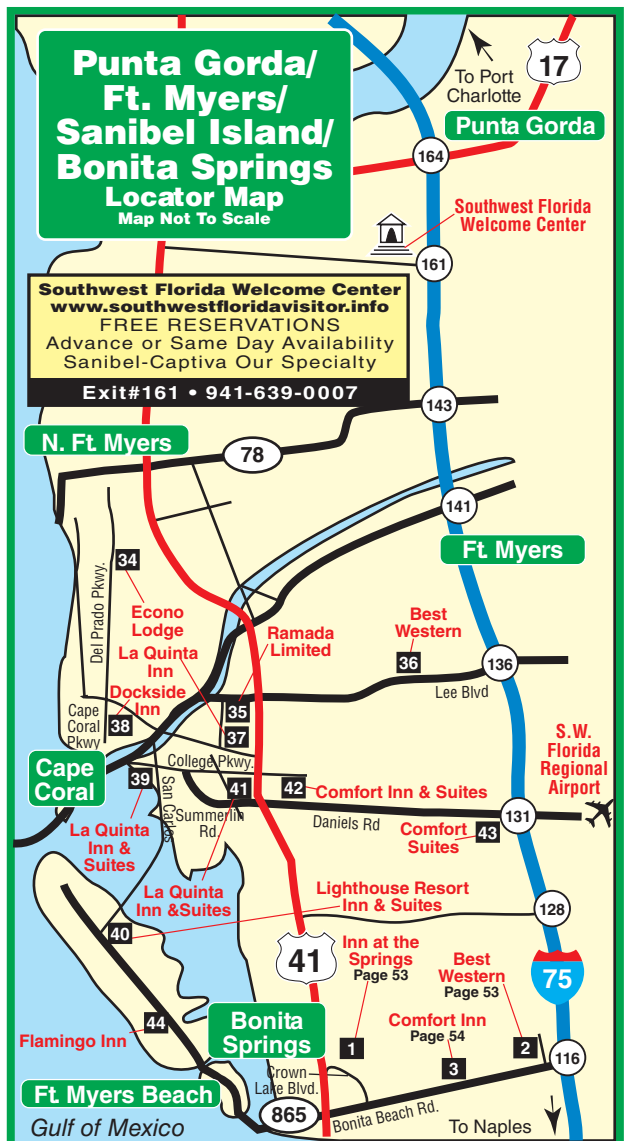 Punta Gorda/
Ft. Myers/
Sanibel Island/
Bonita Springs
Locator Map
Map Not To Scale
To Port
Charlotte
17
Punta Gorda
164
Southwest Florida
Welcome Center
161
Southwest Florida Welcome Center
www.southwestfloridavisitor.info
FREE RESERVATIONS
Advance or Same Day Availability
Sanibel-Captiva Our Specialty
Exit#161 • 941-639-0007
143
N. Ft. Myers
78
141
Ft. Myers
34
Del Prado Pkwy.
Econo
Lodge
La Quinta
Inn
Ramada
Limited
Best
Western
36
136
Lee Blvd
Dockside
Inn
Cape
Coral
Pkwy
38
35
37
College Pkwy.
S.W.
Florida
Regional
Airport
Cape
Coral
39
San Carlos
41
42
Comfort Inn & Suites
Summerlin
Rd.
Daniels Rd
Comfort
Suites
43
131
La Quinta
Inn &
Suites
La Quinta
Inn &Suites
Lighthouse Resort
Inn & Suites
128
40
41
Inn at the
Springs
Page 53
Best
Western
Page 53
75
44
Flamingo Inn
Bonita
Springs
Comfort Inn
Page 54
1
2
3
116
Crown
Lake Blvd.
Ft. Myers Beach
865
Bonita Beach Rd.
Gulf of Mexico
To Naples